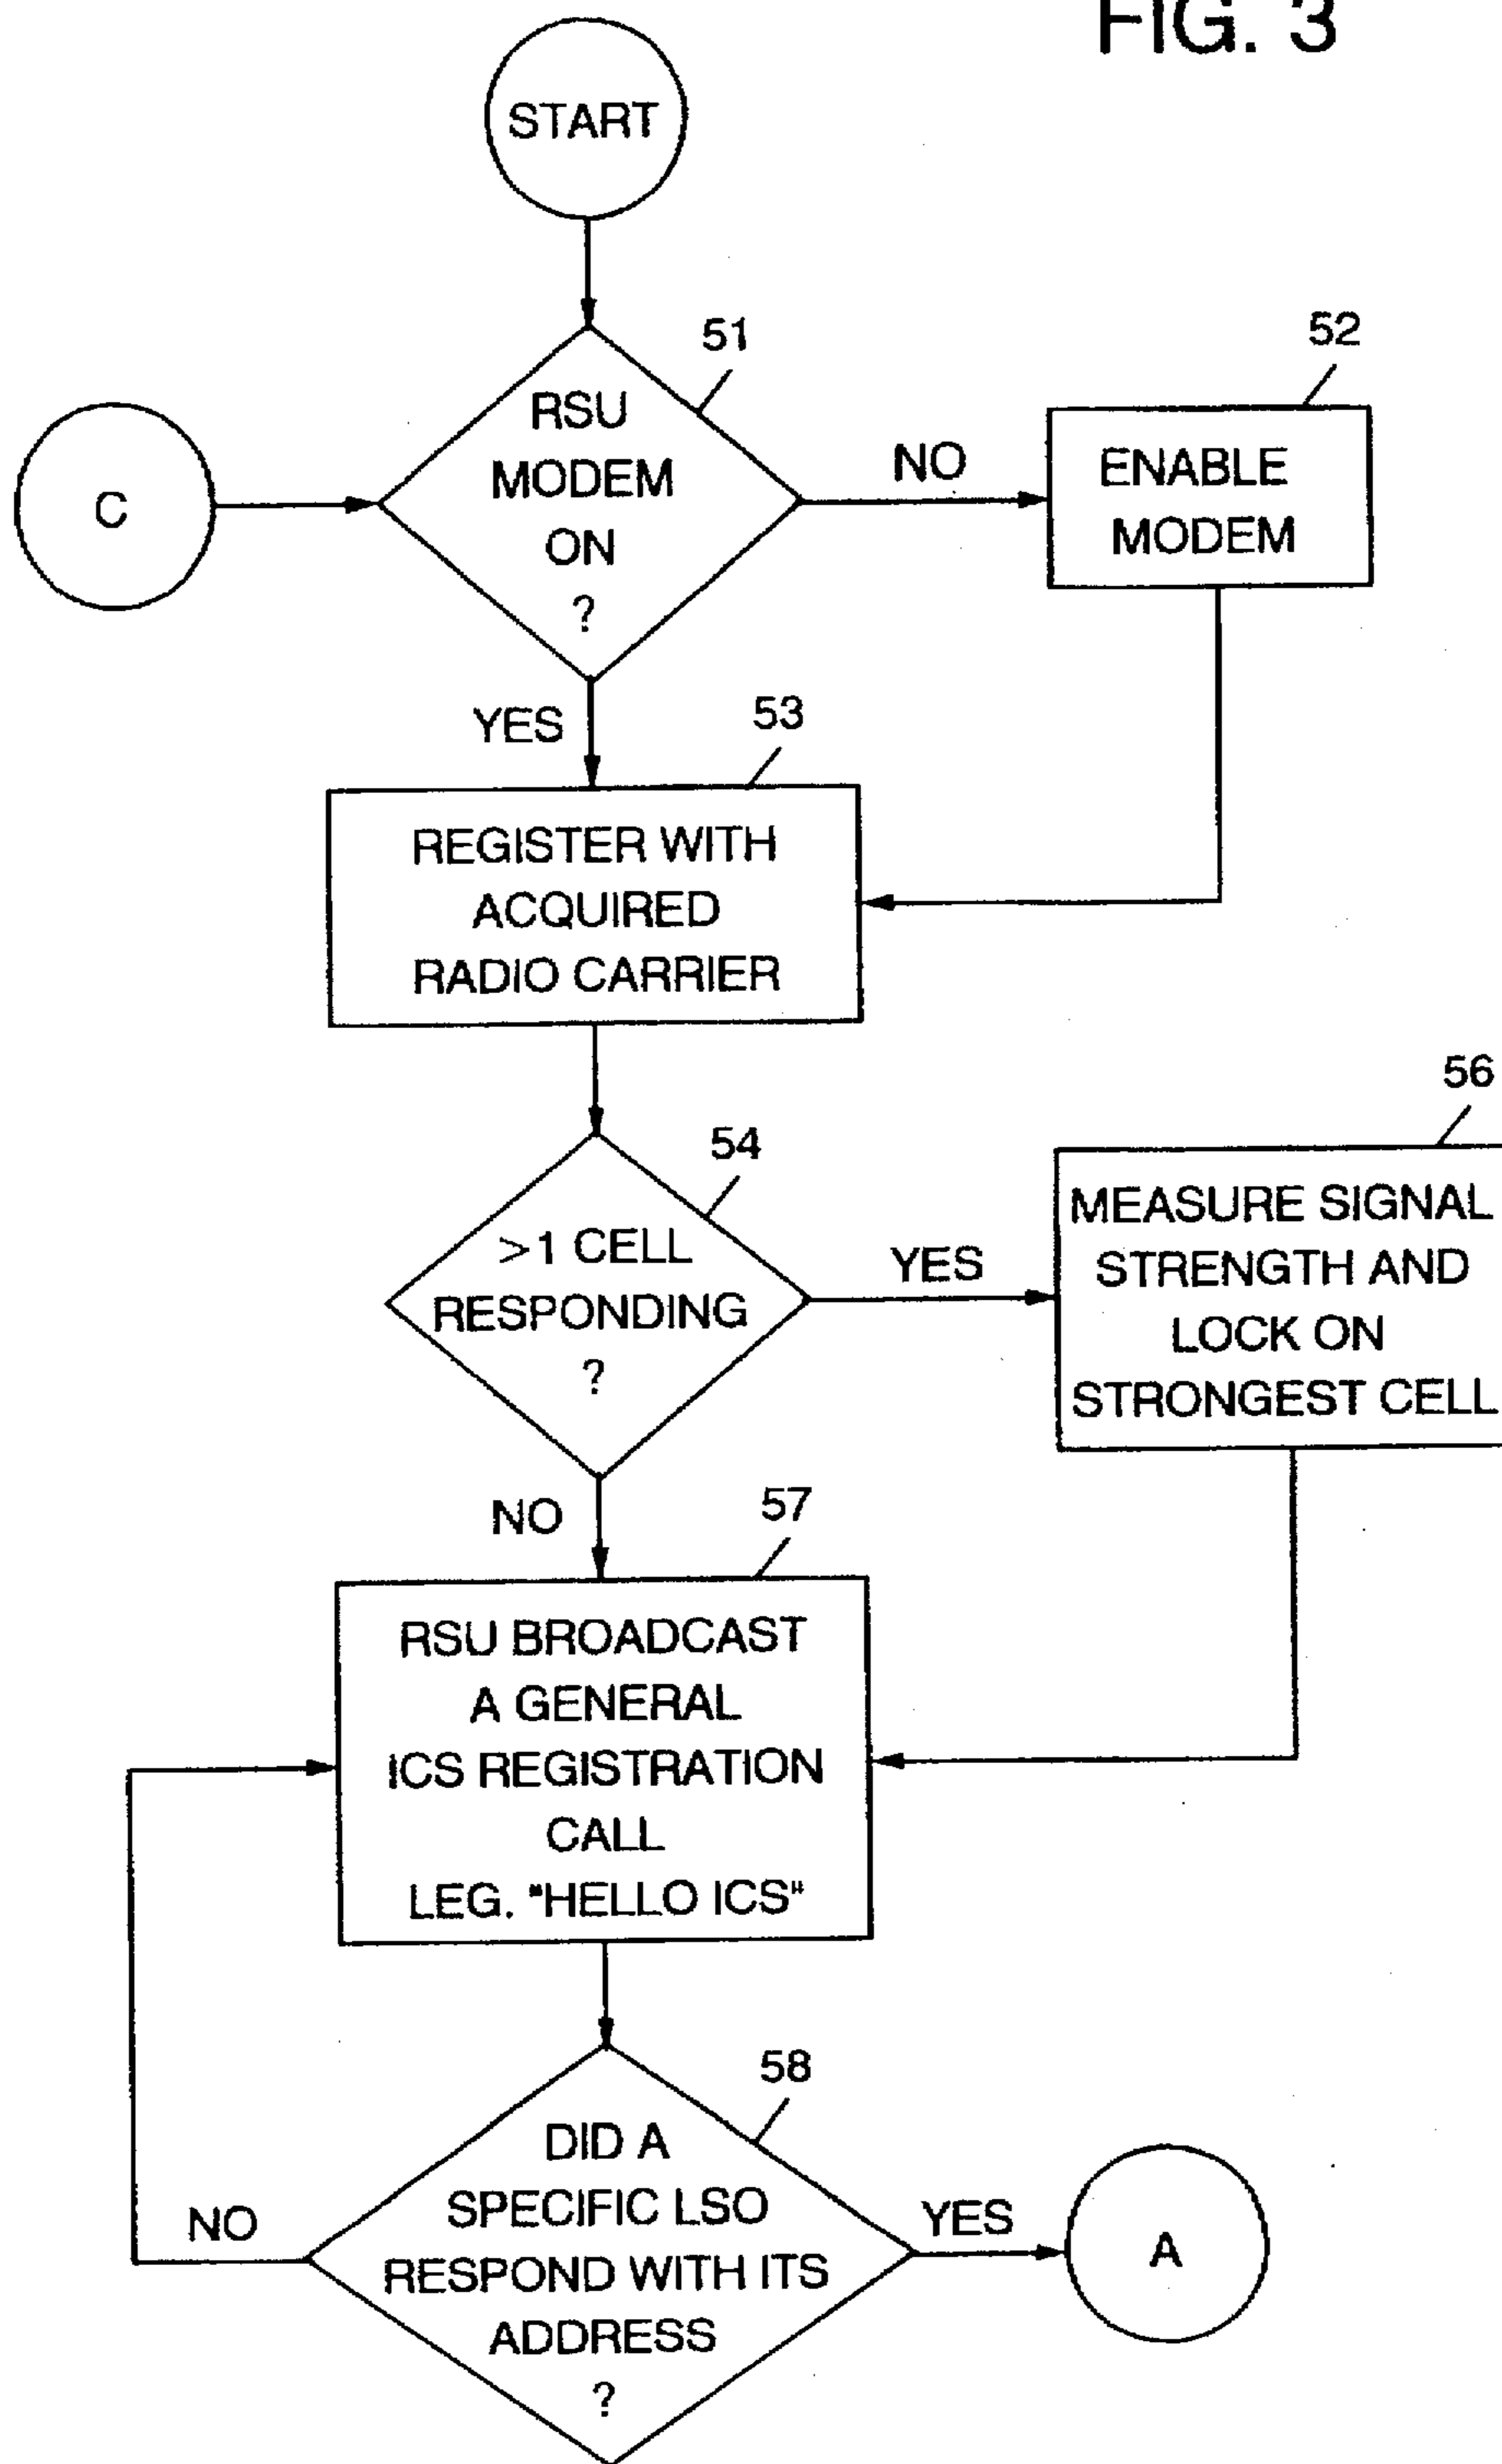 FIG. 3
START
51
RSU
MODEM
ON
?
C
NO
52
ENABLE
MODEM
YES
53
REGISTER WITH
ACQUIRED
RADIO CARRIER
54
>1 CELL
RESPONDING
?
YES
56
MEASURE SIGNAL
STRENGTH AND
LOCK ON
STRONGEST CELL
NO
57
RSU BROADCAST
A GENERAL
ICS REGISTRATION
CALL
LEG. "HELLO ICS"
58
DID A
SPECIFIC LSO
RESPOND WITH ITS
ADDRESS
?
NO
YES
A